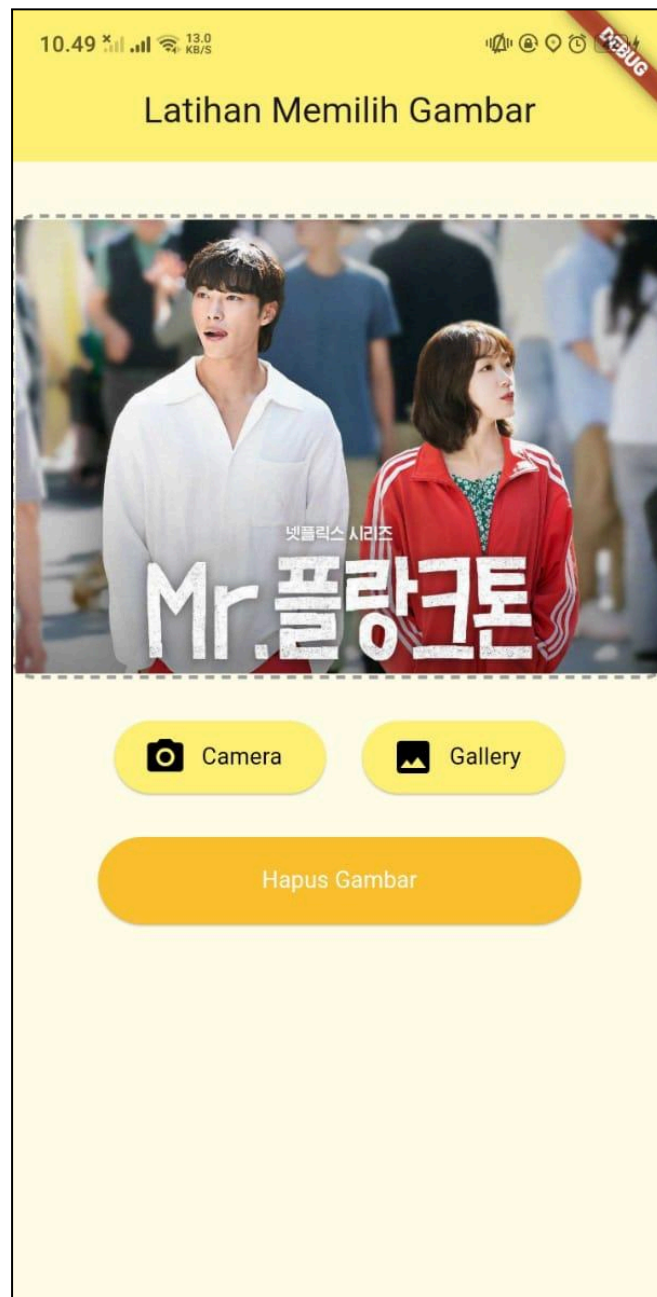 10.49
13.0
KB/S
DEBUG
Latihan Memilih Gambar
넷플릭스 시리즈
Mr.플랑크톤
Camera
Gallery
Hapus Gambar